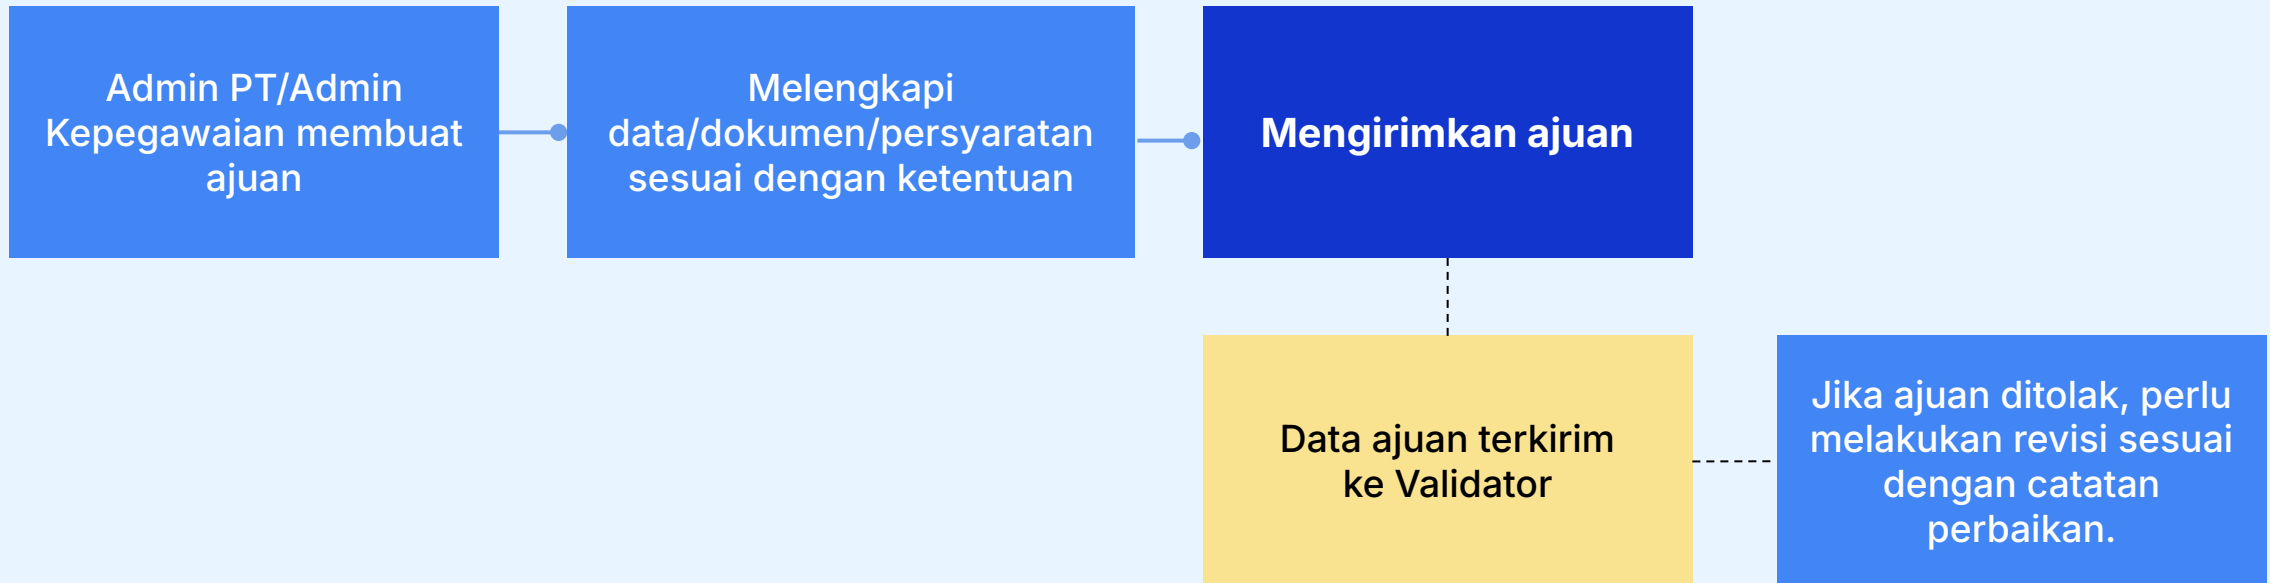 Admin PT/Admin
Kepegawaian membuat
ajuan
Melengkapi
data/dokumen/persyaratan
sesuai dengan ketentuan
Mengirimkan ajuan
Data ajuan terkirim
ke Validator
Jika ajuan ditolak, perlu
melakukan revisi sesuai
dengan catatan
perbaikan.